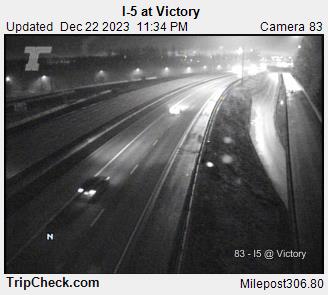 I-5 at Victory
Updated Dec 22 2023 11:34 PM Camera 83
T
N
83 - I5 @ Victory
TripCheck.com Milepost306.80